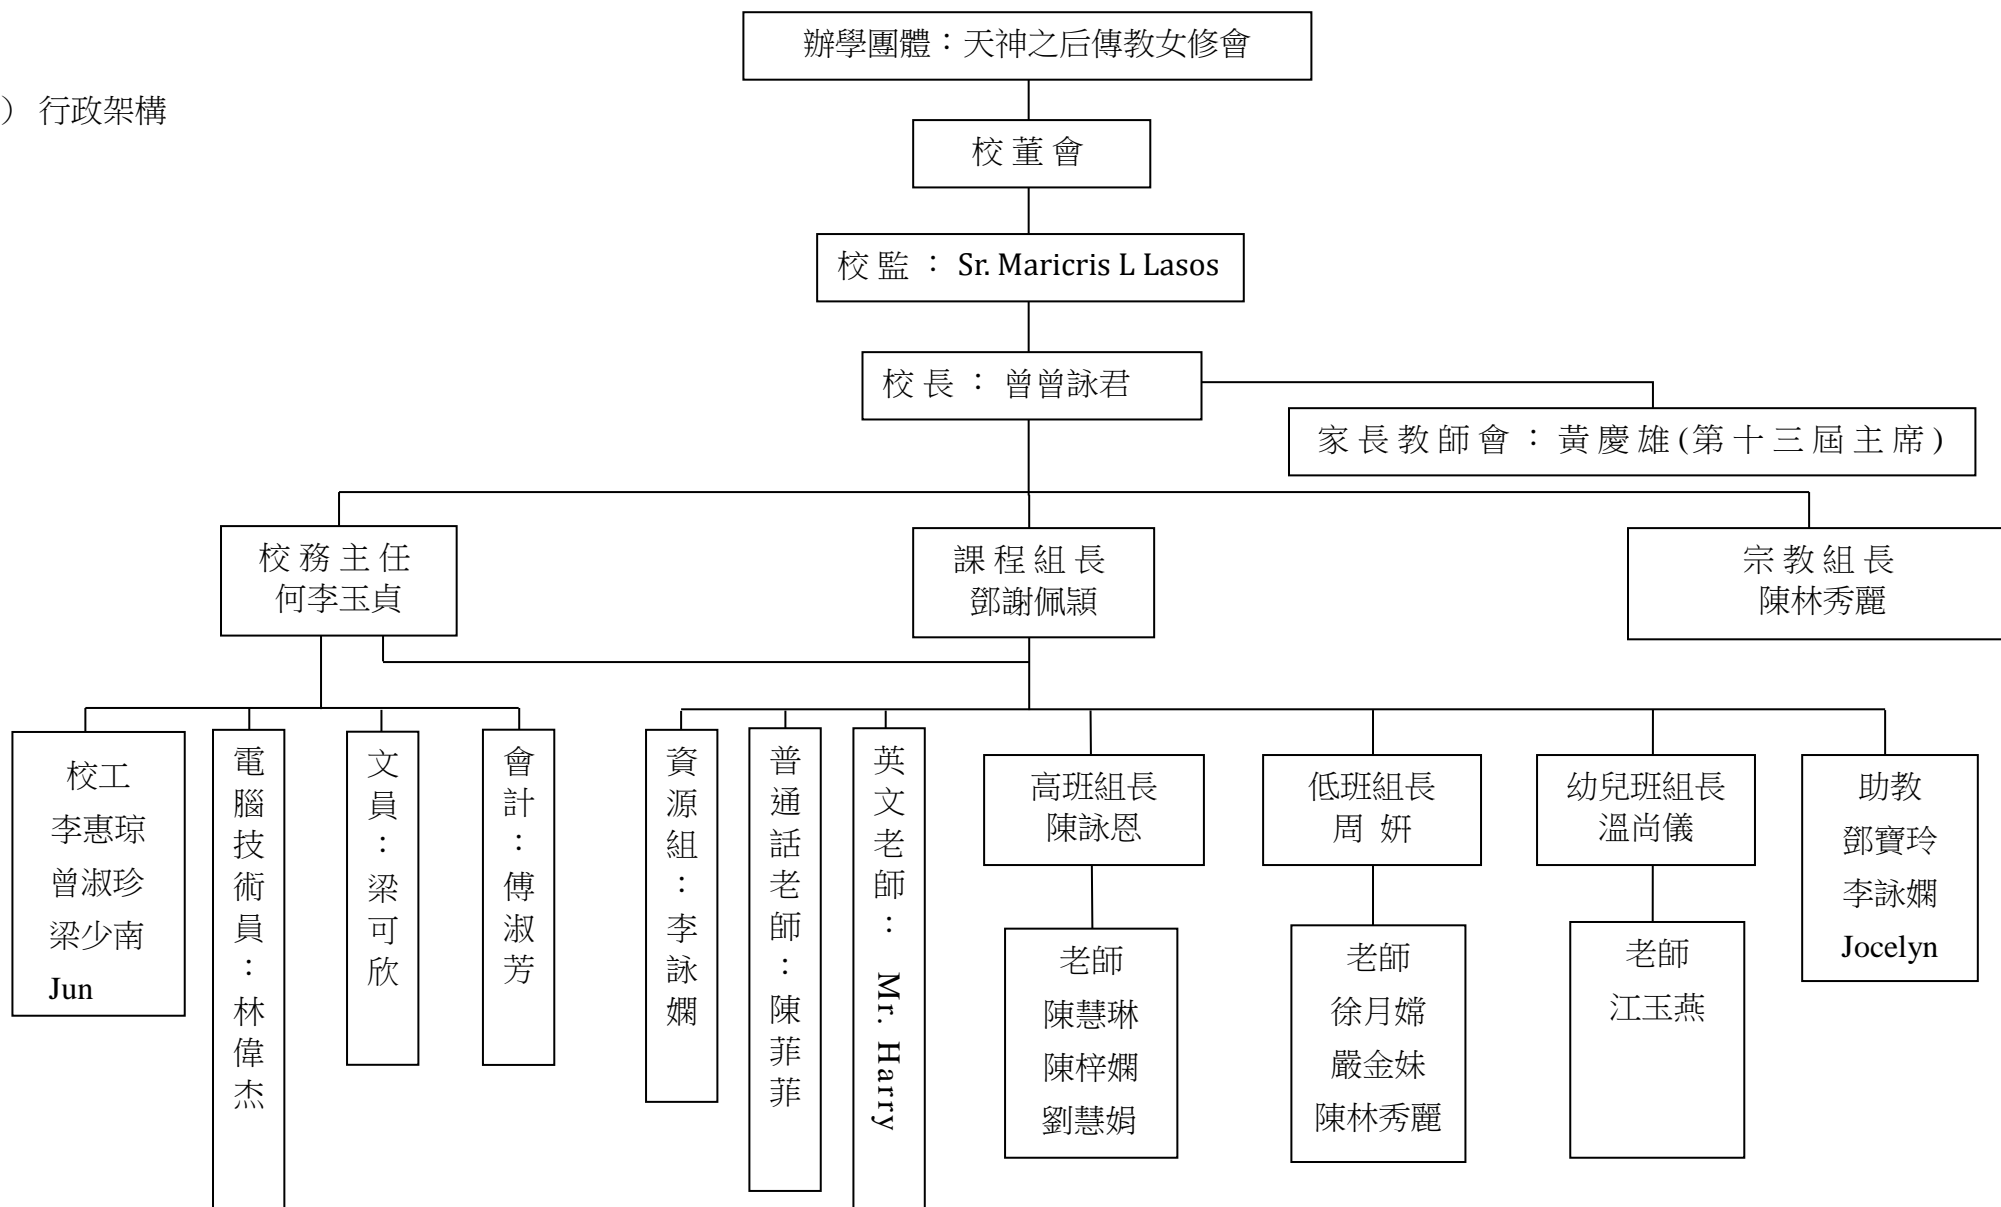 辦學團體：天神之后傳教女修會
） 行政架構
校董會
校監：Sr. Maricris L Lasos
校長：曾曾詠君
家長教師會：黃慶雄(第十三屆主席)
校務主任
何李玉貞
課程組長
鄧謝佩穎
宗教組長
陳林秀麗
校工
李惠琼
曾淑珍
梁少南
Jun
電腦技術員：林偉杰
文員：梁可欣
會計：傅淑芳
資源組：李詠嫻
普通話老師：陳菲菲
英文老師： Mr. Harry
高班組長
陳詠恩
老師
陳慧琳
陳梓嫻
劉慧娟
低班組長
周 妍
老師
徐月嫦
嚴金妹
陳林秀麗
幼兒班組長
溫尚儀
老師
江玉燕
助教
鄧寶玲
李詠嫻
Jocelyn